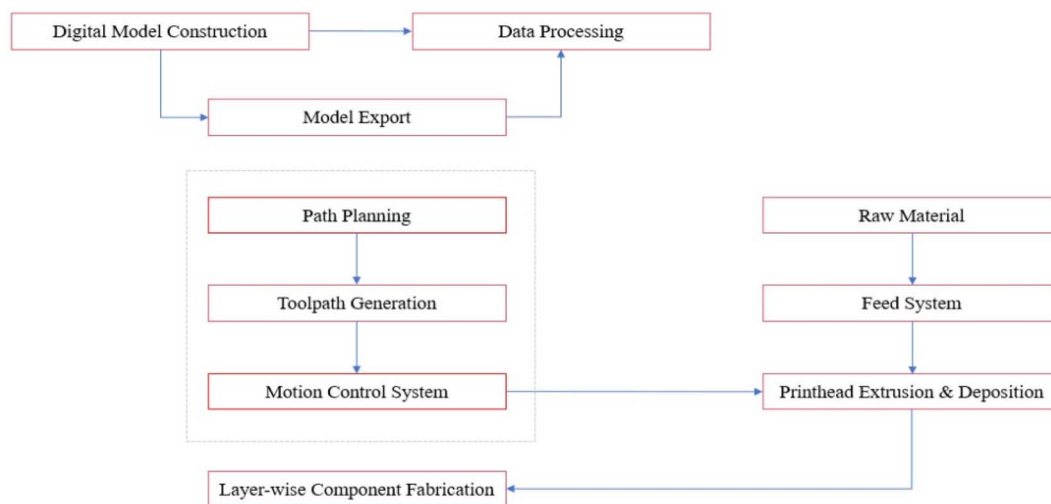 Digital Model Construction
Data Processing
Model Export
Path Planning
Raw Material
Toolpath Generation
Feed System
Motion Control System
Printhead Extrusion & Deposition
Layer-wise Component Fabrication